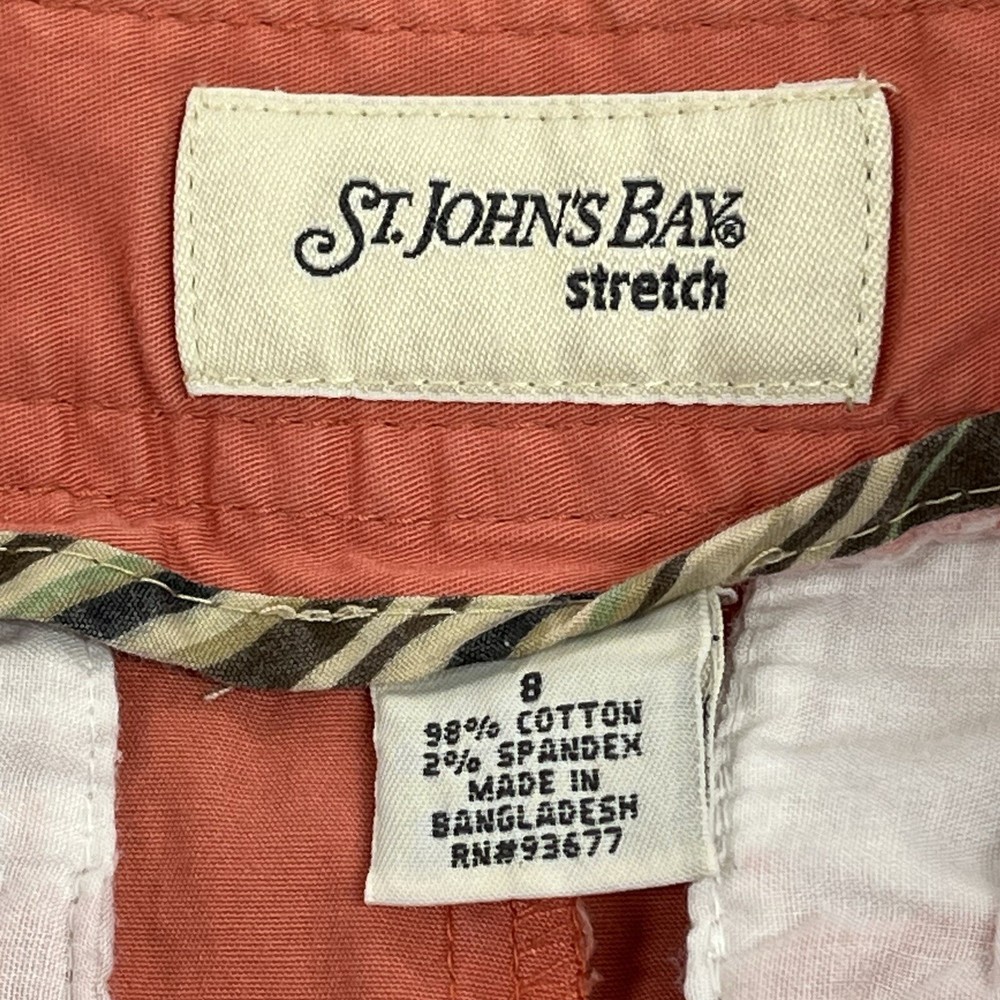 ST. JOHN'S BAY®
stretch
8
98% COTTON
2% SPANDEX
MADE IN
BANGLADESH
RN#93677